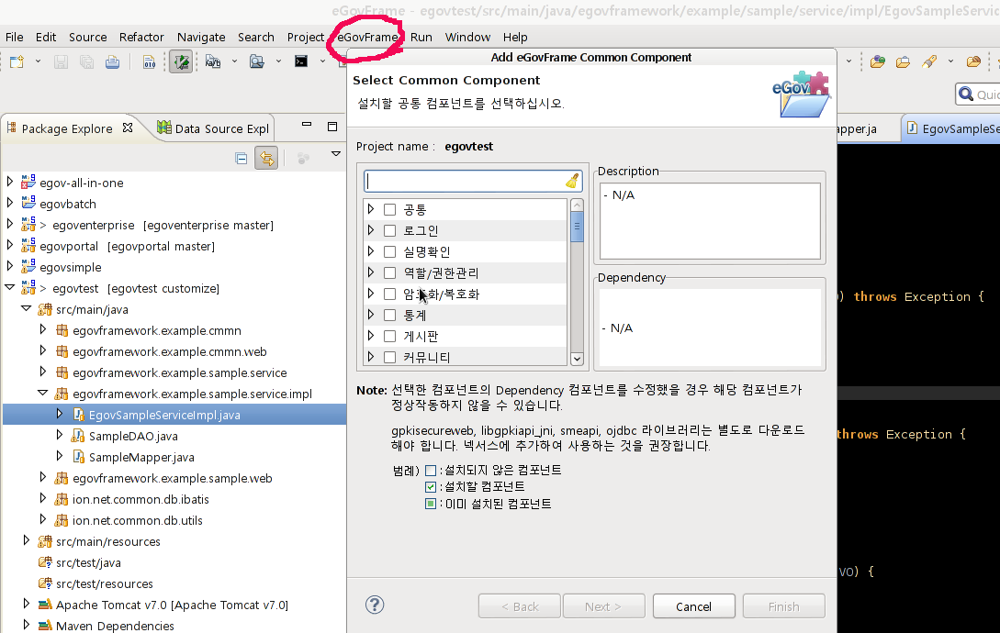 eGovFrame - egovtest/src/main/java/egovframework/example/sample/service/impl/EgovSampleServic
File Edit Source Refactor Navigate Search Project eGovFrame Run Window Help
Add eGovFrame Common Component
Select Common Component
설치할 공통 컴포넌트를 선택하십시오.
eGov
Quic
Package Explore
Data Source Expl
pper.ja
EgovSampleSe
Project name : egovtest
egov-all-in-one
egovbatch
> egoventerprise [egoventerprise master]
egovportal [egovportal master]
egovsimple
> egovtest [egovtest customize]
src/main/java
egovframework.example.cmmn
egovframework.example.cmmn.web
egovframework.example.sample.service
egovframework.example.sample.service.impl
EgovSampleServiceImpl.java
SampleDAO.java
SampleMapper.java
egovframework.example.sample.web
ion.net.common.db.ibatis
ion.net.common.db.utils
src/main/resources
src/test/java
src/test/resources
Apache Tomcat v7.0 [Apache Tomcat v7.0]
Maven Dependencies
공통
로그인
실명확인
역할/권한관리
암호화/복호화
통계
게시판
커뮤니티
Description
- N/A
Dependency
- N/A
Note: 선택한 컴포넌트의 Dependency 컴포넌트를 수정했을 경우 해당 컴포넌트가
정상작동하지 않을 수 있습니다.
gpkisecureweb, libgpkiapi_jni, smeapi, ojdbc 라이브러리는 별도로 다운로드
해야 합니다. 넥서스에 추가하여 사용하는 것을 권장합니다.
범례) :설치되지 않은 컴포넌트
:설치할 컴포넌트
:이미 설치된 컴포넌트
) throws Exception {
throws Exception {
vo) {
< Back
Next >
Cancel
Finish